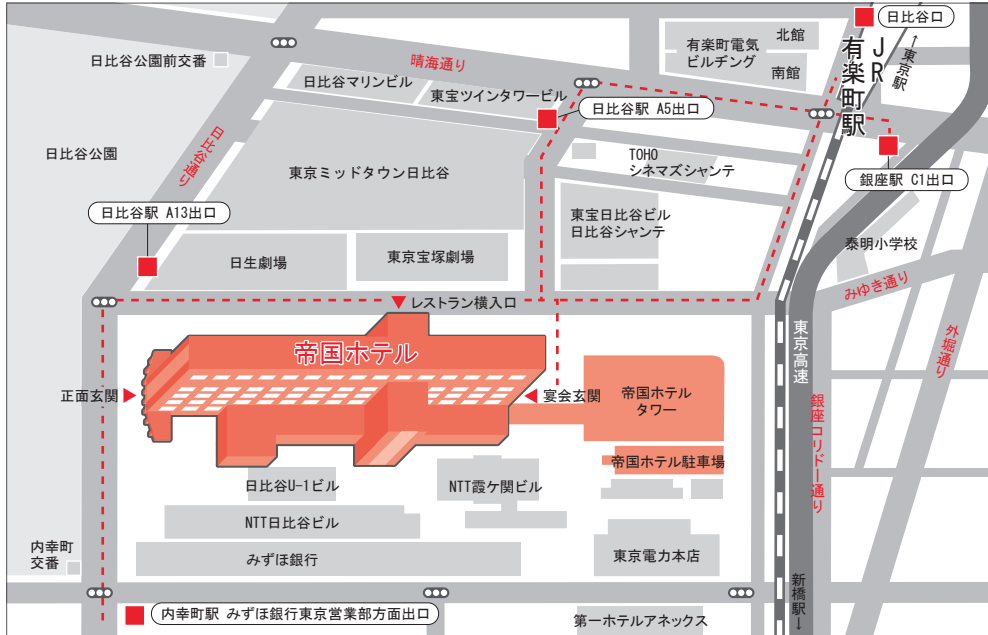 日比谷口
北館
有楽町電気
ビルヂング
南館
JR
有楽町駅
↑東京駅
日比谷公園前交番
晴海通り
日比谷マリンビル
東宝ツインタワービル
日比谷駅 A5出口
日比谷通り
日比谷公園
東京ミッドタウン日比谷
TOHO
シネマズシャンテ
銀座駅 C1出口
日比谷駅 A13出口
東宝日比谷ビル
日比谷シャンテ
泰明小学校
日生劇場
東京宝塚劇場
みゆき通り
レストラン横入口
外堀通り
東京高速
帝国ホテル
正面玄関
宴会玄関
帝国ホテル
タワー
銀座コリドー通り
帝国ホテル駐車場
日比谷U-1ビル
NTT霞ケ関ビル
NTT日比谷ビル
内幸町
交番
みずほ銀行
東京電力本店
新橋駅↓
内幸町駅 みずほ銀行東京営業部方面出口
第一ホテルアネックス